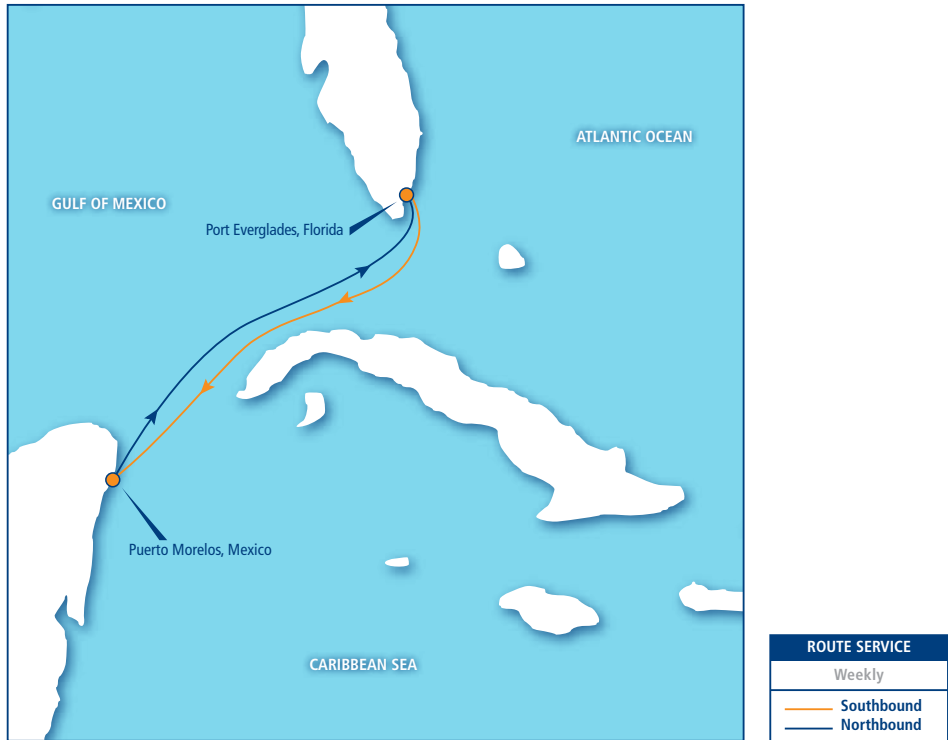 ATLANTIC OCEAN
GULF OF MEXICO
Port Everglades, Florida
Puerto Morelos, Mexico
CARIBBEAN SEA
ROUTE SERVICE
Weekly
Southbound
Northbound